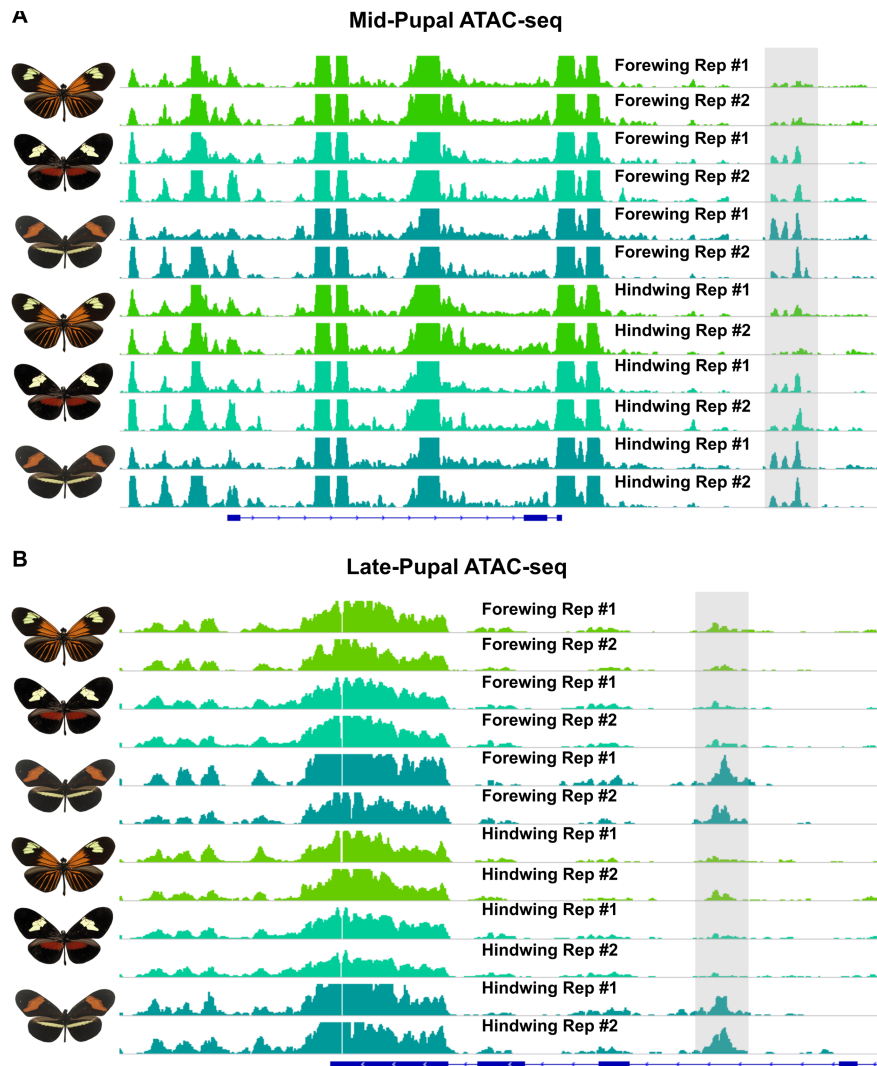 A
Mid-Pupal ATAC-seq
Forewing Rep #1
Forewing Rep #2
Forewing Rep #1
Forewing Rep #2
Forewing Rep #1
Forewing Rep #2
Hindwing Rep #1
Hindwing Rep #2
Hindwing Rep #1
Hindwing Rep #2
Hindwing Rep #1
Hindwing Rep #2
B
Late-Pupal ATAC-seq
Forewing Rep #1
Forewing Rep #2
Forewing Rep #1
Forewing Rep #2
Forewing Rep #1
Forewing Rep #2
Hindwing Rep #1
Hindwing Rep #2
Hindwing Rep #1
Hindwing Rep #2
Hindwing Rep #1
Hindwing Rep #2